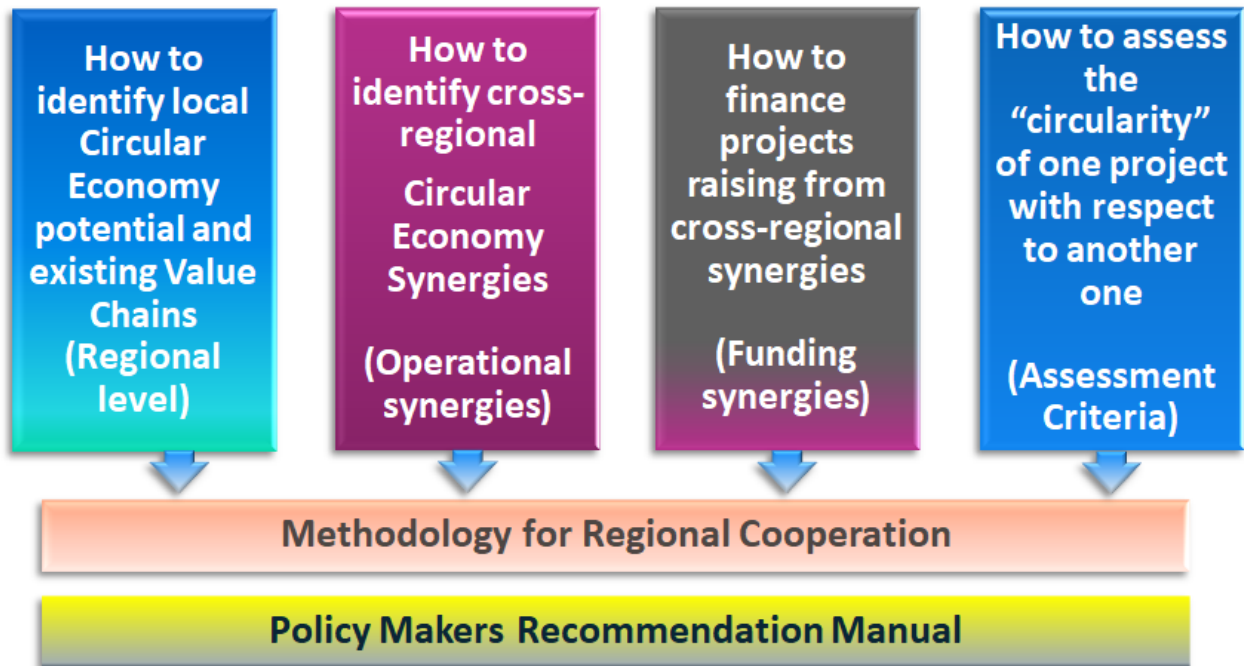 How to
identify local
Circular
Economy
potential and
existing Value
Chains
(Regional
level)
How to
identify cross-
regional
Circular
Economy
Synergies
(Operational
synergies)
How to
finance
projects
raising from
cross-regional
synergies
(Funding
synergies)
How to assess
the
“circularity”
of one project
with respect
to another
one
(Assessment
Criteria)
Methodology for Regional Cooperation
Policy Makers Recommendation Manual